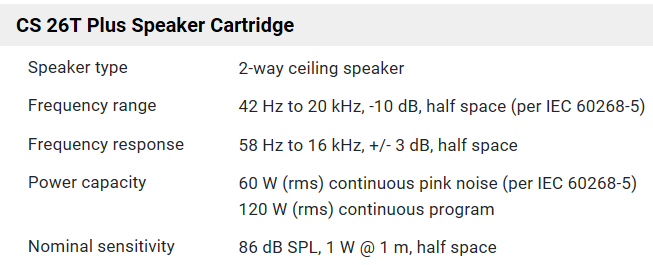 CS 26T Plus Speaker Cartridge
Speaker type 2-way ceiling speaker
Frequency range 42 Hz to 20 kHz, -10 dB, half space (per IEC 60268-5)
Frequency response 58 Hz to 16 kHz, +/- 3 dB, half space
Power capacity 60 W (rms) continuous pink noise (per IEC 60268-5)
120 W (rms) continuous program
Nominal sensitivity 86 dB SPL, 1 W @ 1 m, half space